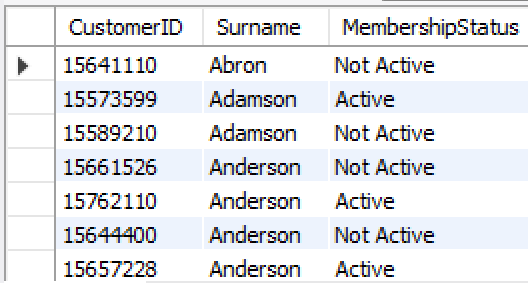 CustomerID Surname MembershipStatus
15641110 Abron Not Active
15573599 Adamson Active
15589210 Adamson Not Active
15661526 Anderson Not Active
15762110 Anderson Active
15644400 Anderson Not Active
15657228 Anderson Active